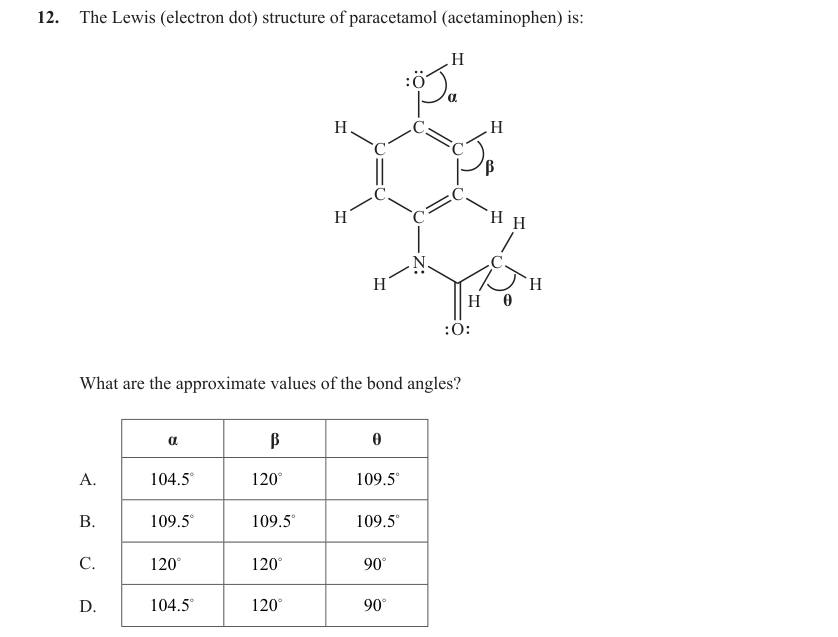 12. The Lewis (electron dot) structure of paracetamol (acetaminophen) is:
H
:Ö
α
H C H
C C
β
C C
H C H H
N C
H H
H θ
:O:
What are the approximate values of the bond angles?
α β θ
A. 104.5° 120° 109.5°
B. 109.5° 109.5° 109.5°
C. 120° 120° 90°
D. 104.5° 120° 90°